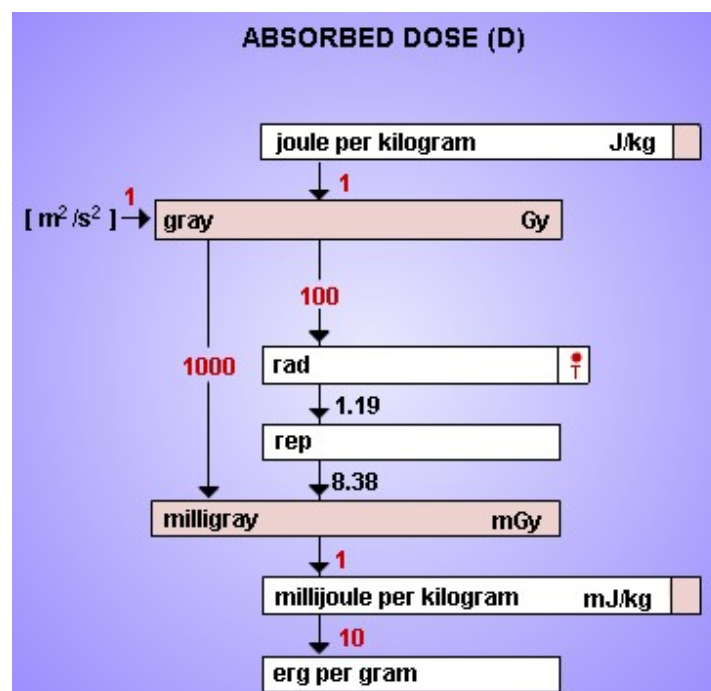 ABSORBED DOSE (D)
joule per kilogram J/kg
1
[ m²/s² ] 1
gray Gy
100
1000
rad T
1.19
rep
8.38
milligray mGy
1
millijoule per kilogram mJ/kg
10
erg per gram